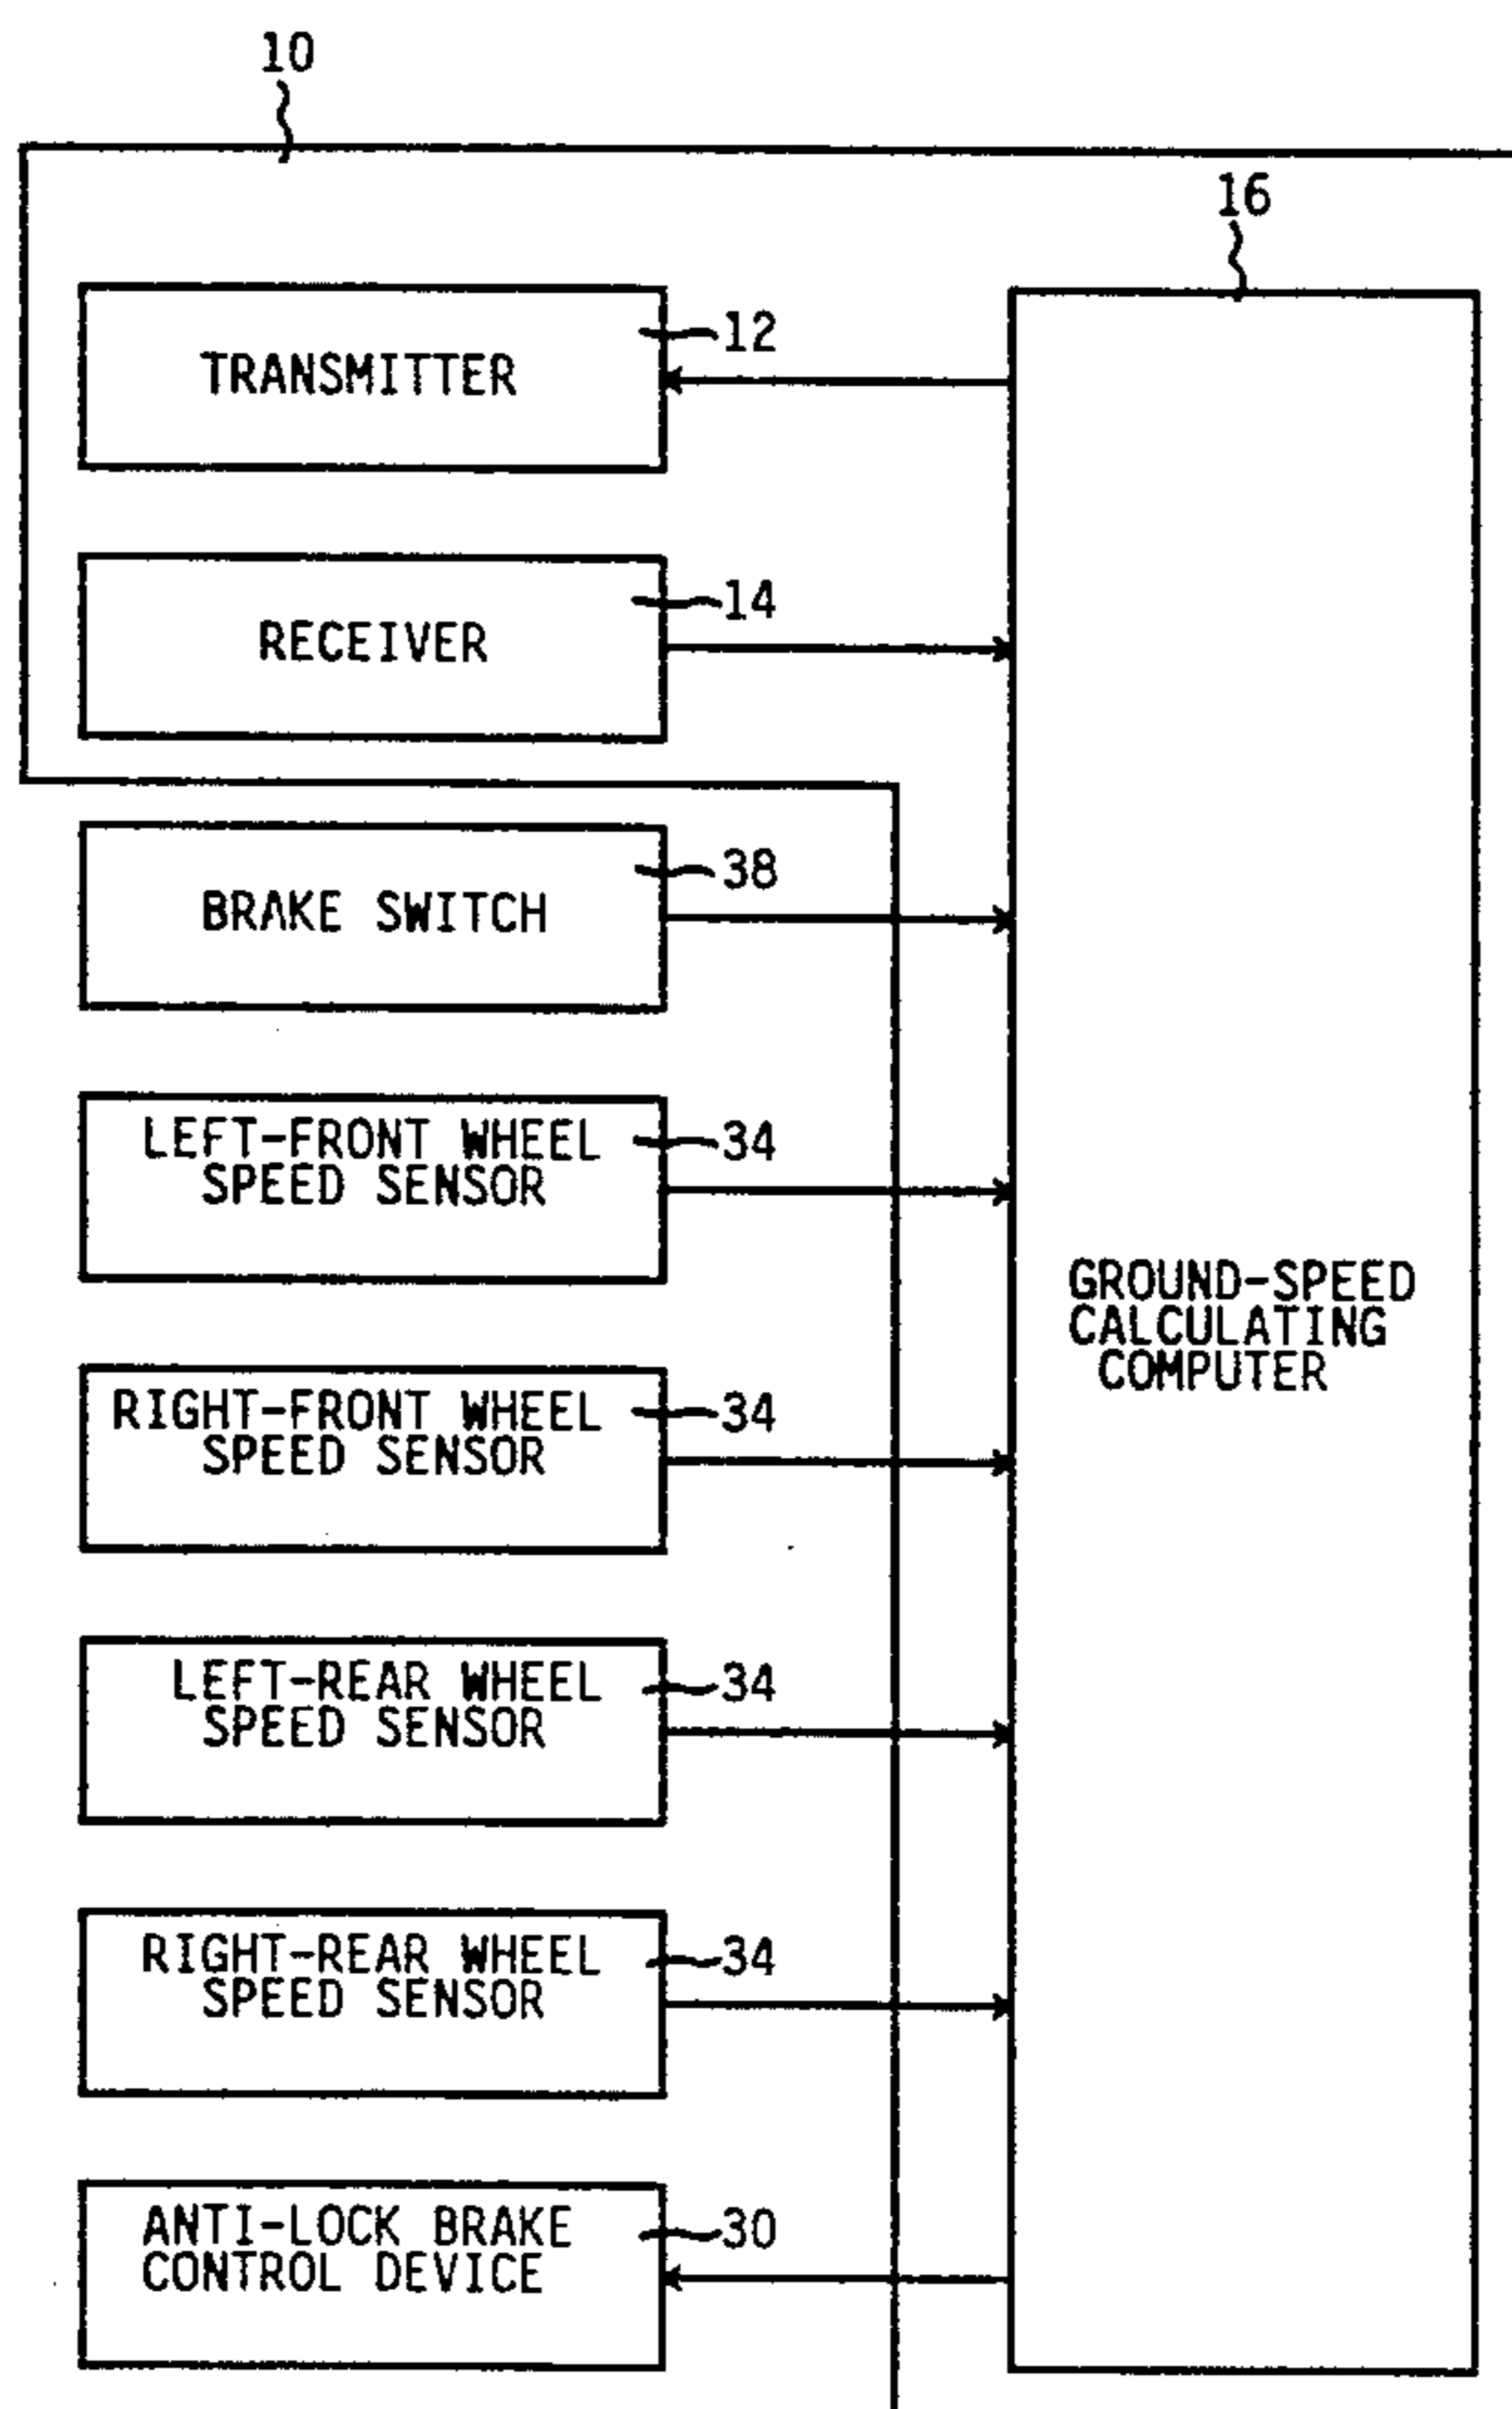 10
16
TRANSMITTER
12
RECEIVER
14
BRAKE SWITCH
38
LEFT-FRONT WHEEL
SPEED SENSOR
34
GROUND-SPEED
CALCULATING
COMPUTER
RIGHT-FRONT WHEEL
SPEED SENSOR
34
LEFT-REAR WHEEL
SPEED SENSOR
34
RIGHT-REAR WHEEL
SPEED SENSOR
34
ANTI-LOCK BRAKE
CONTROL DEVICE
30